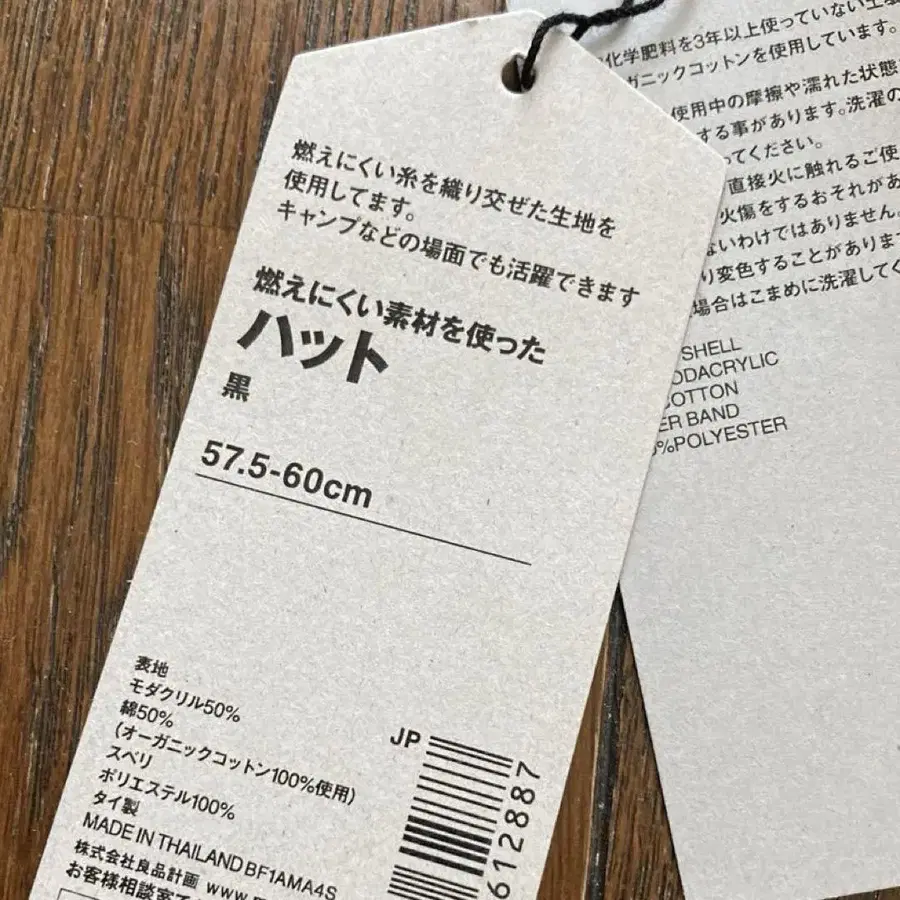 燃えにくい糸を織り交ぜた生地を
使用してます。
キャンプなどの場面でも活躍できます
燃えにくい素材を使った
ハット
黒
57.5-60cm
表地
モダクリル50%
綿50%
(オーガニックコットン100%使用)
スベリ
ポリエステル100%
タイ製
MADE IN THAILAND BF1AMA4S
株式会社良品計画 www.
お客様相談室
JP
612887
化学肥料を3年以上使っていない土
ガニックコットンを使用しています。
使用中の摩擦や濡れた状態
する事があります。洗濯の
ってください。
直接火に触れるご使
火傷をするおそれがあ
ないわけではありません。
り変色することがありま
場合はこまめに洗濯してく
SHELL
ODACRYLIC
COTTON
ER BAND
%POLYESTER